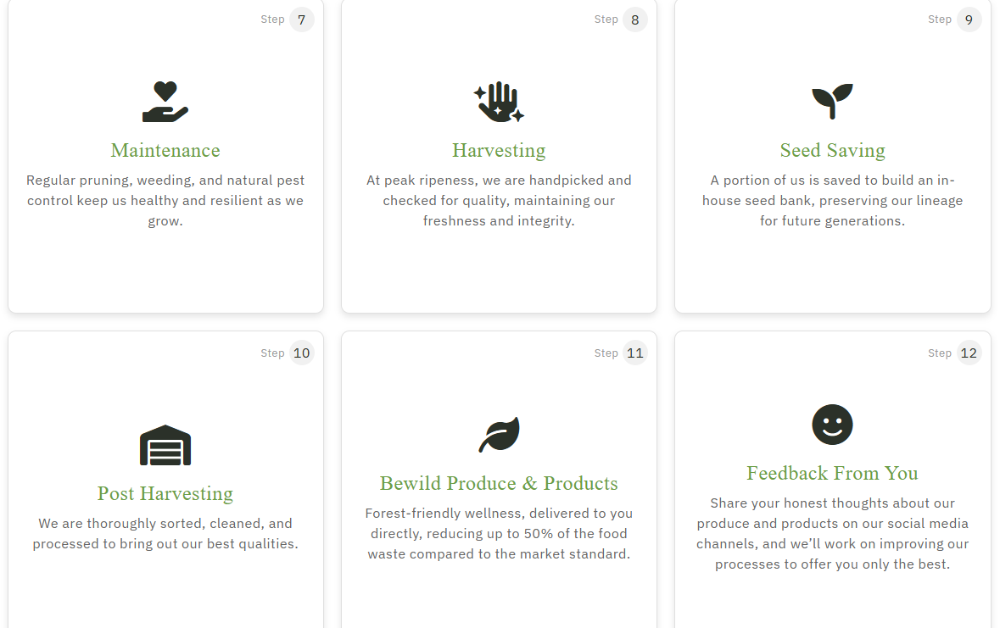 Step 7
Maintenance
Regular pruning, weeding, and natural pest
control keep us healthy and resilient as we
grow.
Step 8
Harvesting
At peak ripeness, we are handpicked and
checked for quality, maintaining our
freshness and integrity.
Step 9
Seed Saving
A portion of us is saved to build an in-
house seed bank, preserving our lineage
for future generations.
Step 10
Post Harvesting
We are thoroughly sorted, cleaned, and
processed to bring out our best qualities.
Step 11
Bewild Produce & Products
Forest-friendly wellness, delivered to you
directly, reducing up to 50% of the food
waste compared to the market standard.
Step 12
Feedback From You
Share your honest thoughts about our
produce and products on our social media
channels, and we’ll work on improving our
processes to offer you only the best.